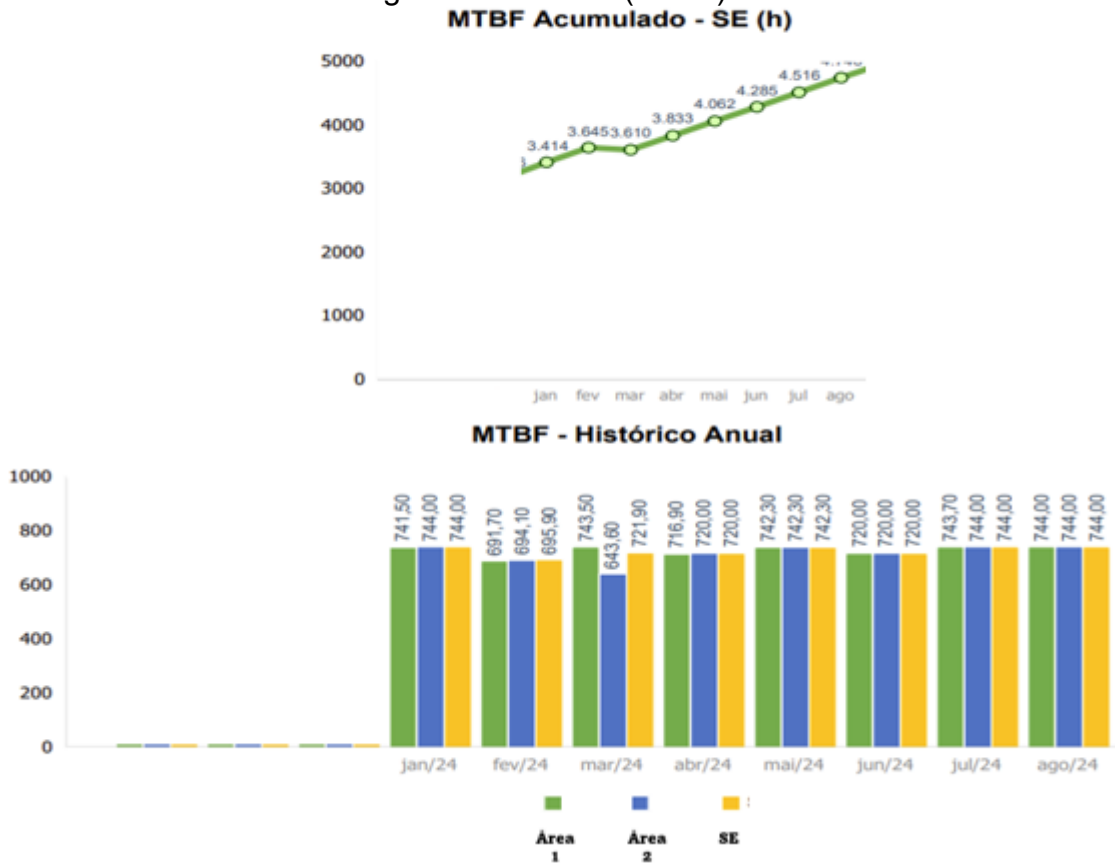 MTBF Acumulado - SE (h)
5000
4000
3000
2000
1000
0
3.414
3.645
3.610
3.833
4.062
4.285
4.516
jan fev mar abr mai jun jul ago
MTBF - Histórico Anual
1000
800
600
400
200
0
741,50 744,00 744,00
691,70 694,10 695,90
743,50 643,60 721,90
716,90 720,00 720,00
742,30 742,30 742,30
720,00 720,00 720,00
743,70 744,00 744,00
744,00 744,00 744,00
jan/24 fev/24 mar/24 abr/24 mai/24 jun/24 jul/24 ago/24
Área 1
Área 2
SE